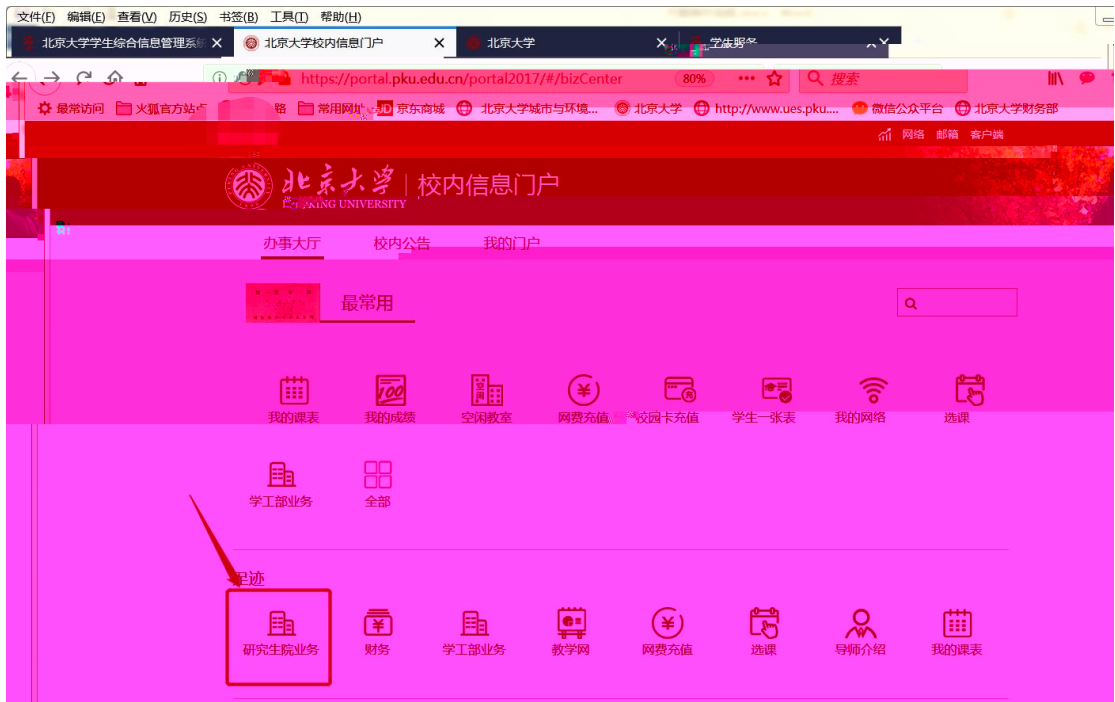 文件(F) 编辑(E) 查看(V) 历史(S) 书签(B) 工具(T) 帮助(H)
北京大学学生综合信息管理系统 北京大学校内信息门户 北京大学 学生服务
https://portal.pku.edu.cn/portal2017/#/bizCenter 80% 搜索
最常访问 火狐官方站点 常用网址 JD 京东商城 北京大学城市与环境... 北京大学 http://www.ues.pku.... 微信公众平台 北京大学财务部
网络 邮箱 客户端
北京大学 校内信息门户
PEKING UNIVERSITY
办事大厅 校内公告 我的门户
最常用
我的课表 我的成绩 空闲教室 网费充值 校园卡充值 学生一张表 我的网络 选课
学工部业务 全部
足迹
研究生院业务 财务 学工部业务 教学网 网费充值 选课 导师介绍 我的课表